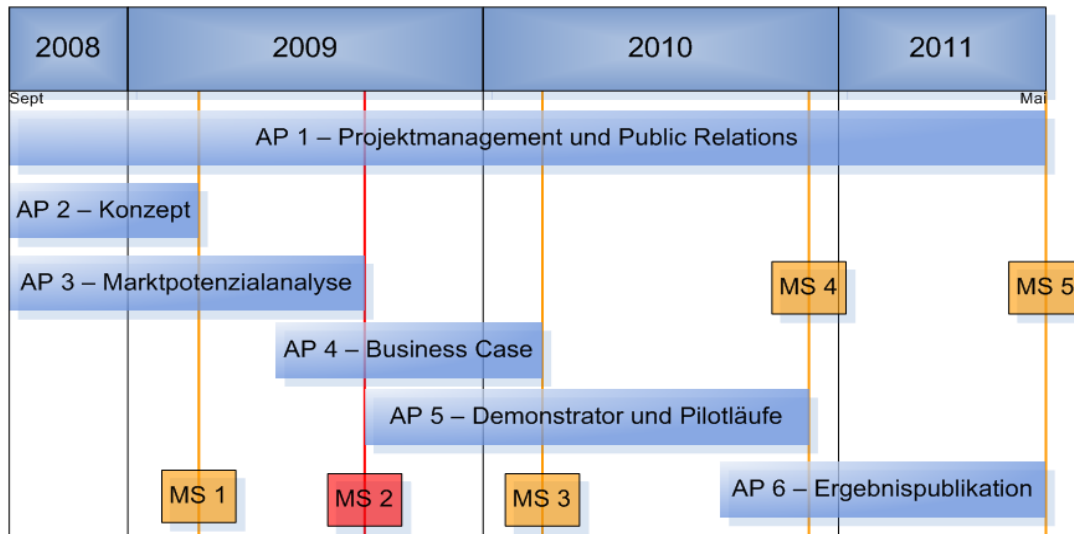 2008
2009
2010
2011
Sept
Mai
AP 1 – Projektmanagement und Public Relations
AP 2 – Konzept
AP 3 – Marktpotenzialanalyse
MS 4
MS 5
AP 4 – Business Case
AP 5 – Demonstrator und Pilotläufe
AP 6 – Ergebnispublikation
MS 1
MS 2
MS 3